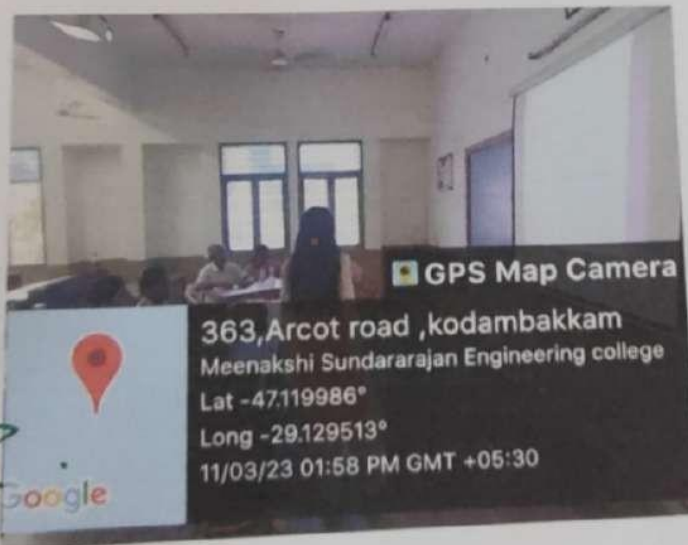 GPS Map Camera
363,Arcot road ,kodambakkam
Meenakshi Sundararajan Engineering college
Lat -47.119986°
Long -29.129513°
11/03/23 01:58 PM GMT +05:30
Google